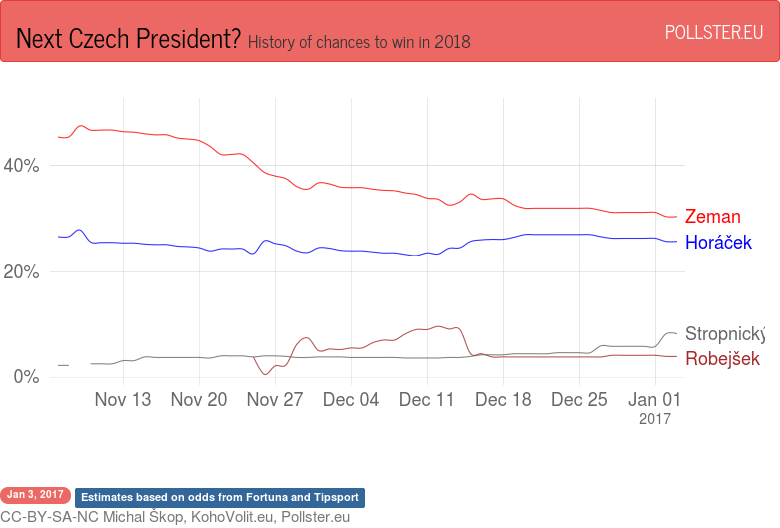 Next Czech President? History of chances to win in 2018
POLLSTER.EU
40%
20%
0%
Zeman
Horáček
Stropnický
Robejšek
Nov 13 Nov 20 Nov 27 Dec 04 Dec 11 Dec 18 Dec 25 Jan 01
2017
Jan 3, 2017 Estimates based on odds from Fortuna and Tipsport
CC-BY-SA-NC Michal Škop, KohoVolit.eu, Pollster.eu